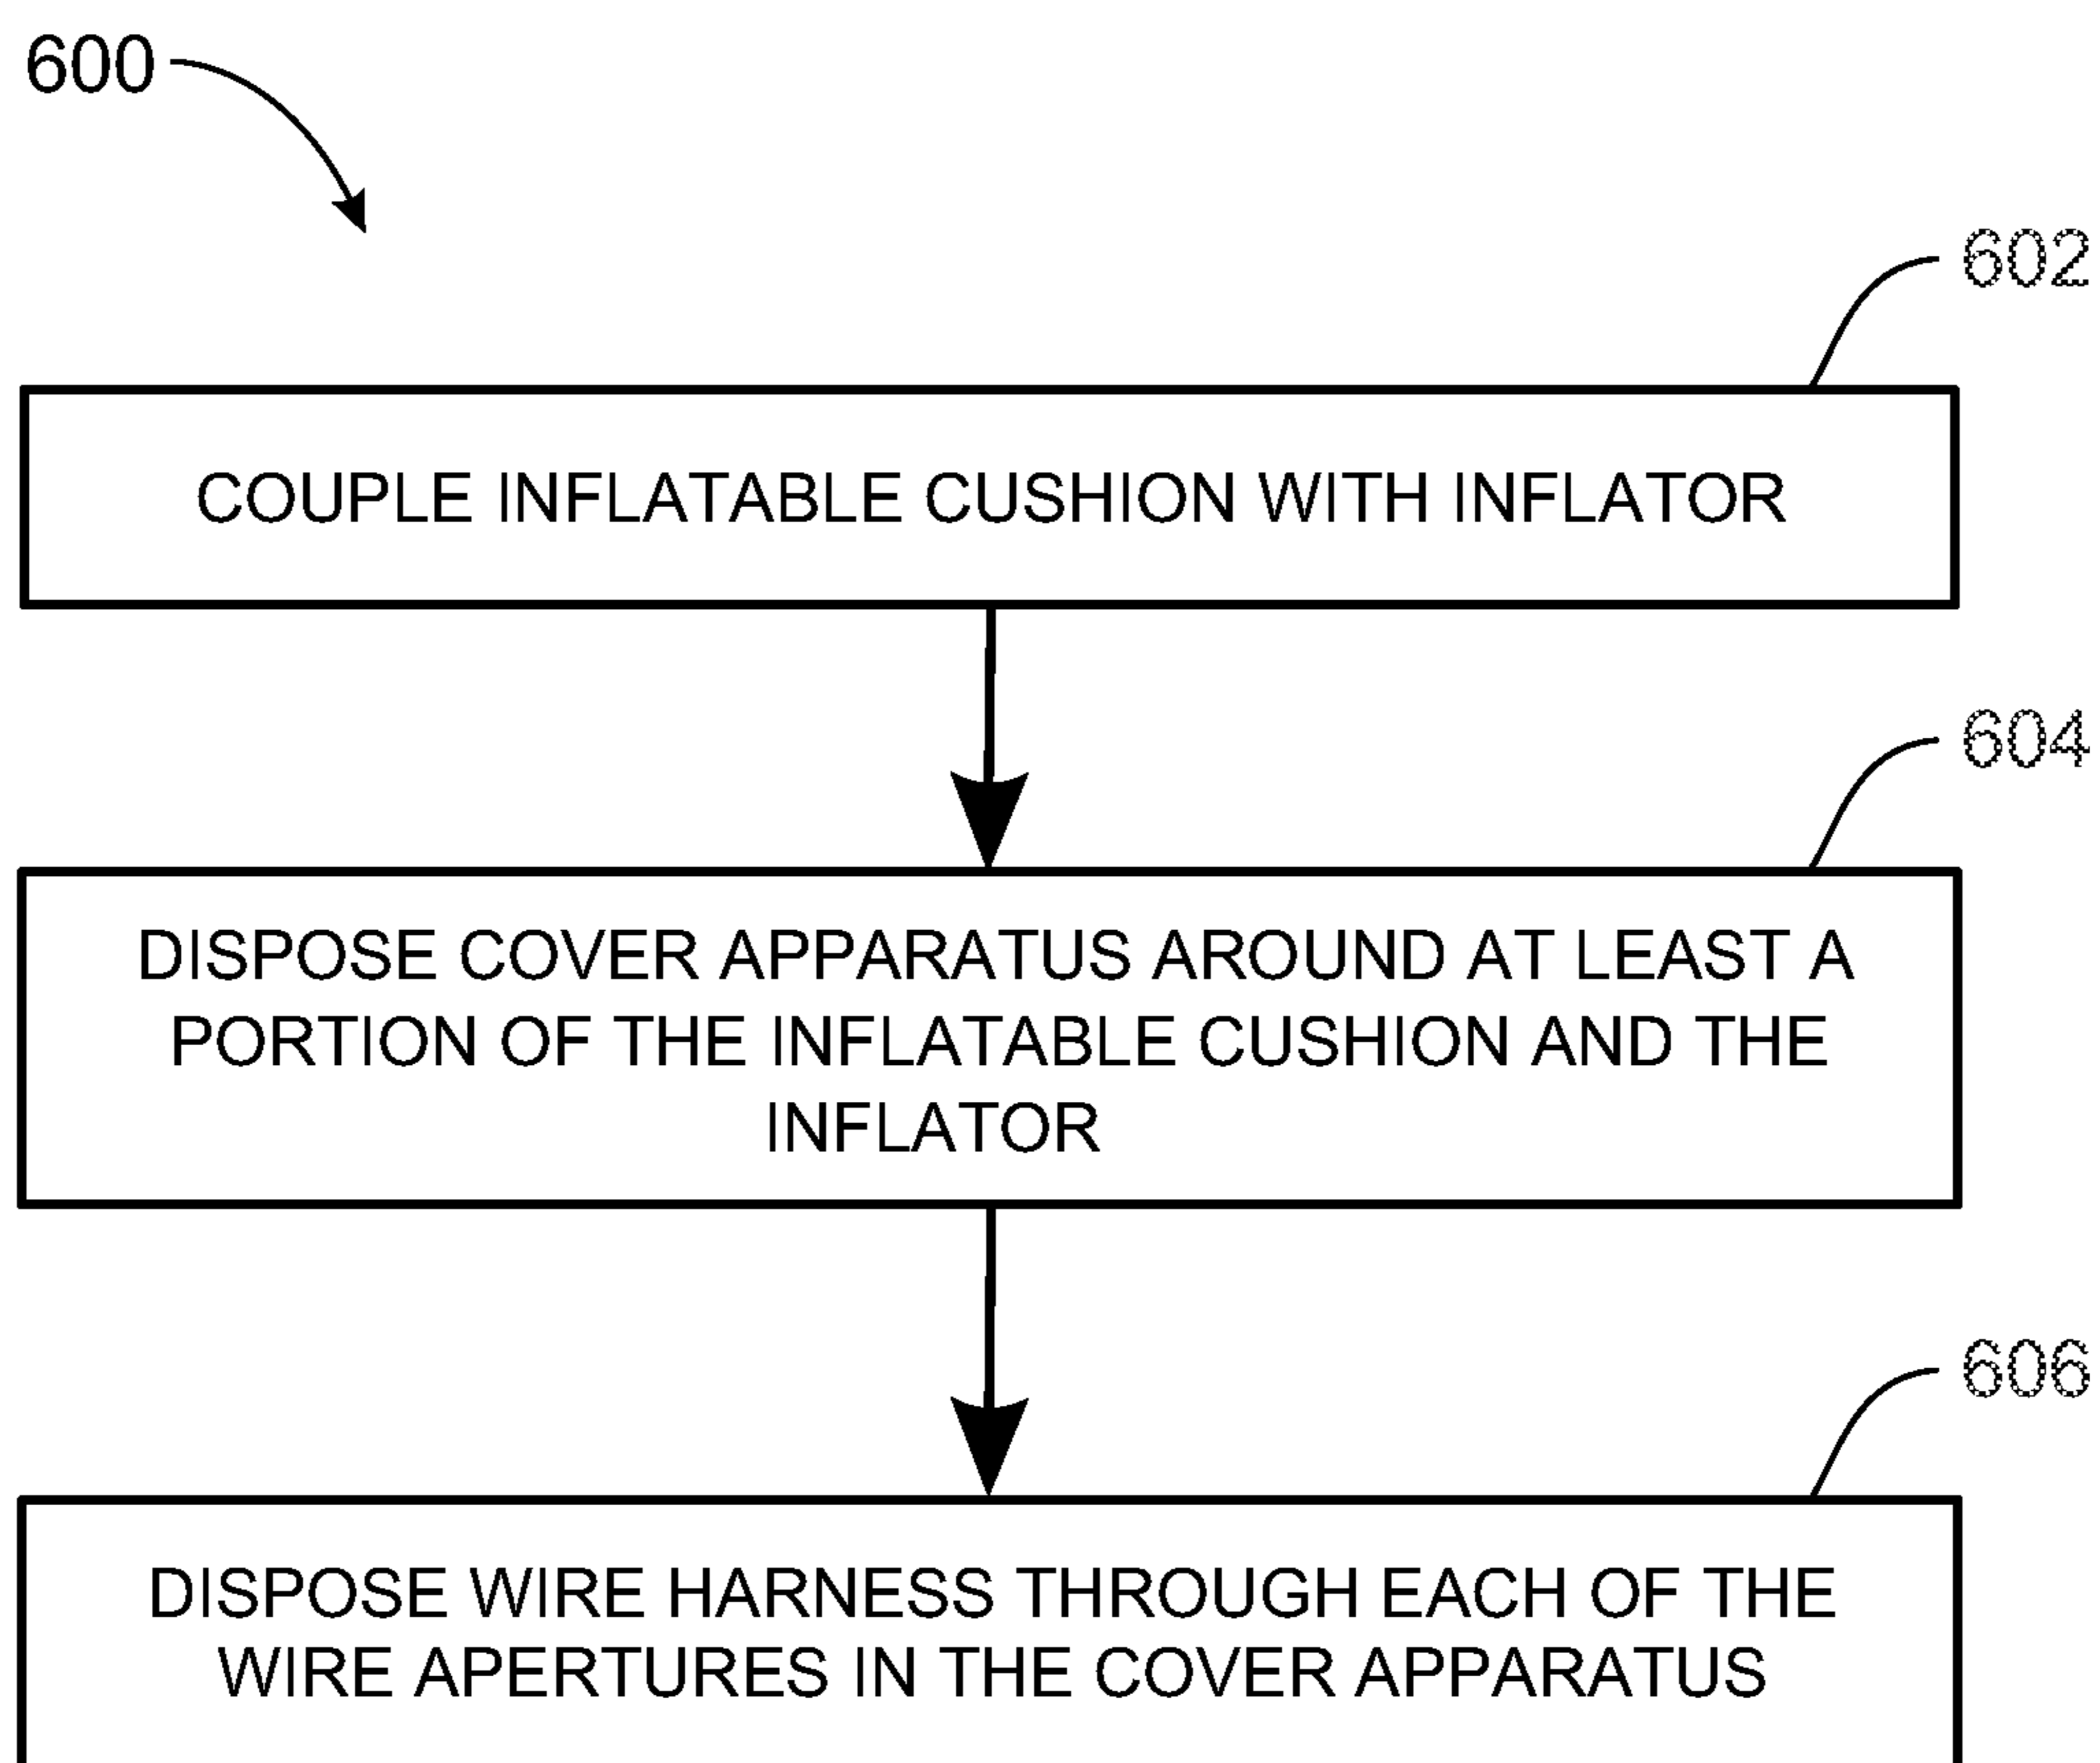 600
602
COUPLE INFLATABLE CUSHION WITH INFLATOR
604
DISPOSE COVER APPARATUS AROUND AT LEAST A
PORTION OF THE INFLATABLE CUSHION AND THE
INFLATOR
606
DISPOSE WIRE HARNESS THROUGH EACH OF THE
WIRE APERTURES IN THE COVER APPARATUS